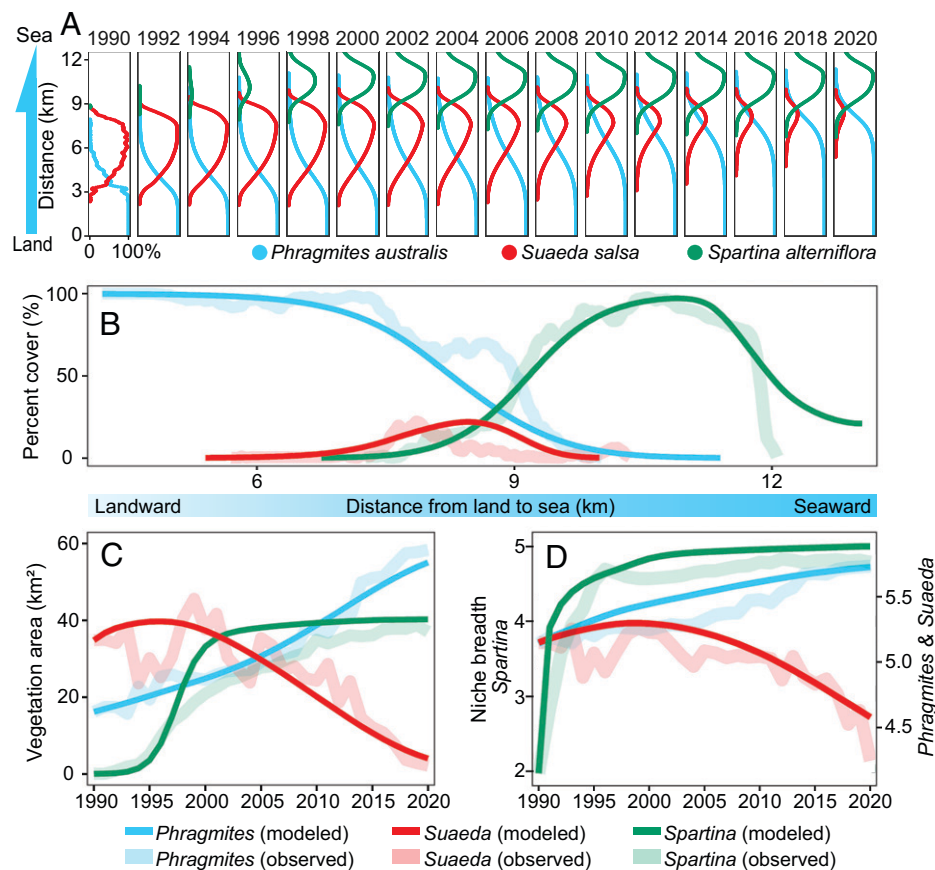 A
Sea
1990 1992 1994 1996 1998 2000 2002 2004 2006 2008 2010 2012 2014 2016 2018 2020
12
9
6
3
0
Distance (km)
Land
0 100%
Phragmites australis Suaeda salsa Spartina alterniflora
B
100
50
0
Percent cover (%)
6 9 12
Landward Distance from land to sea (km) Seaward
C
60
40
20
0
Vegetation area (km²)
1990 1995 2000 2005 2010 2015 2020
D
5
4
3
2
Niche breadth
Spartina
5.5
5.0
4.5
Phragmites & Suaeda
1990 1995 2000 2005 2010 2015 2020
Phragmites (modeled) Suaeda (modeled) Spartina (modeled)
Phragmites (observed) Suaeda (observed) Spartina (observed)